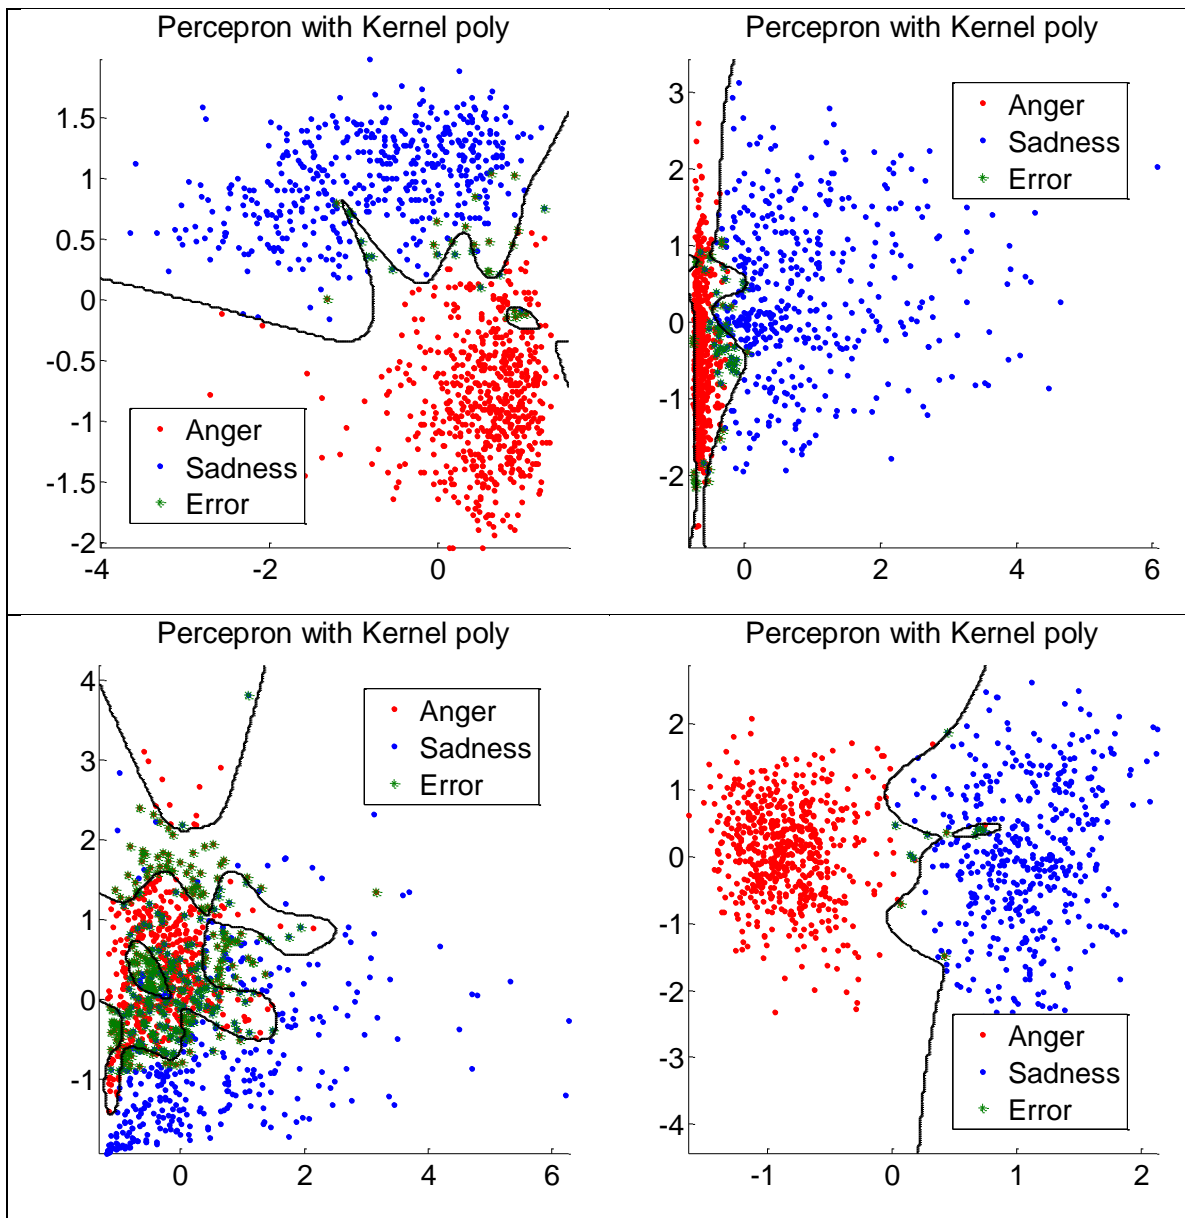 Percepron with Kernel poly
1.5
1
0.5
0
-0.5
-1
-1.5
-2
-4
-2
0
Anger
Sadness
Error
Percepron with Kernel poly
3
2
1
0
-1
-2
0
2
4
6
Anger
Sadness
Error
Percepron with Kernel poly
4
3
2
1
0
-1
0
2
4
6
Anger
Sadness
Error
Percepron with Kernel poly
2
1
0
-1
-2
-3
-4
-1
0
1
2
Anger
Sadness
Error